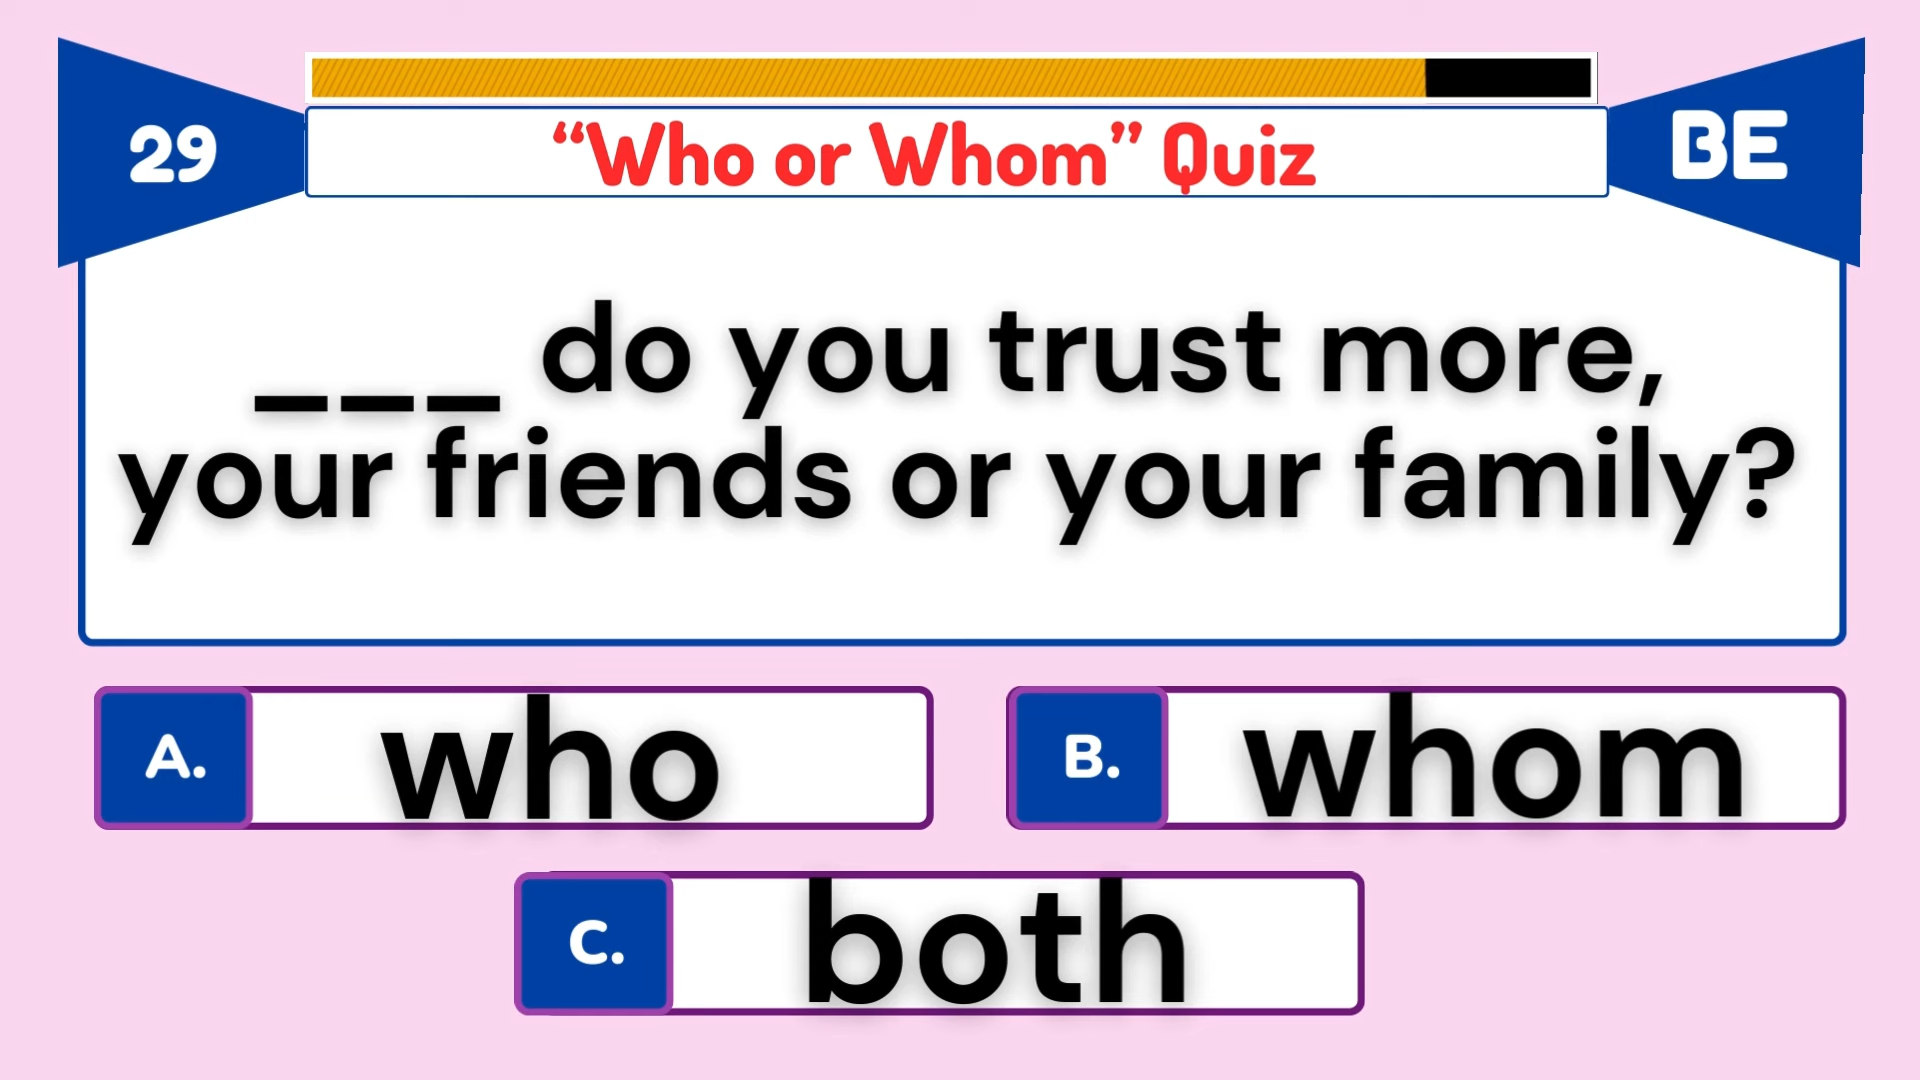 29
“Who or Whom” Quiz
BE
___ do you trust more,
your friends or your family?
A. who
B. whom
C. both